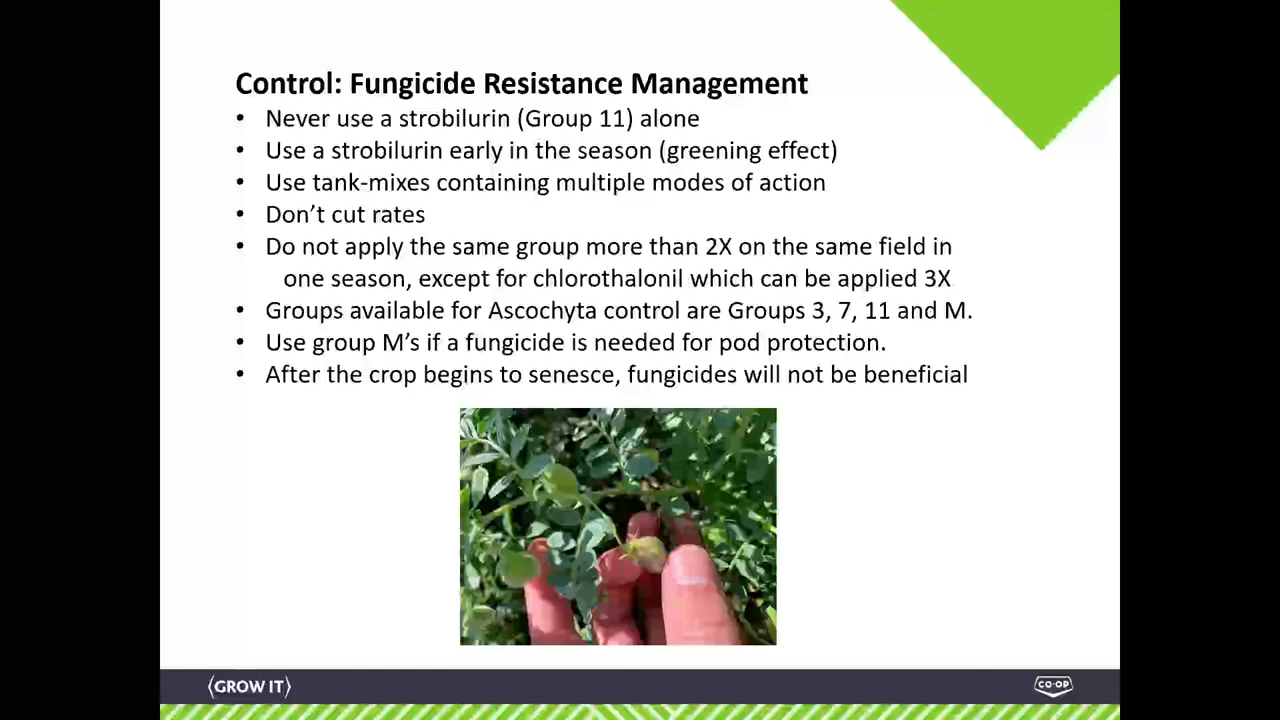 Control: Fungicide Resistance Management
• Never use a strobilurin (Group 11) alone
• Use a strobilurin early in the season (greening effect)
• Use tank-mixes containing multiple modes of action
• Don’t cut rates
• Do not apply the same group more than 2X on the same field in
one season, except for chlorothalonil which can be applied 3X
• Groups available for Ascochyta control are Groups 3, 7, 11 and M.
• Use group M’s if a fungicide is needed for pod protection.
• After the crop begins to senesce, fungicides will not be beneficial
GROW IT
CO-OP